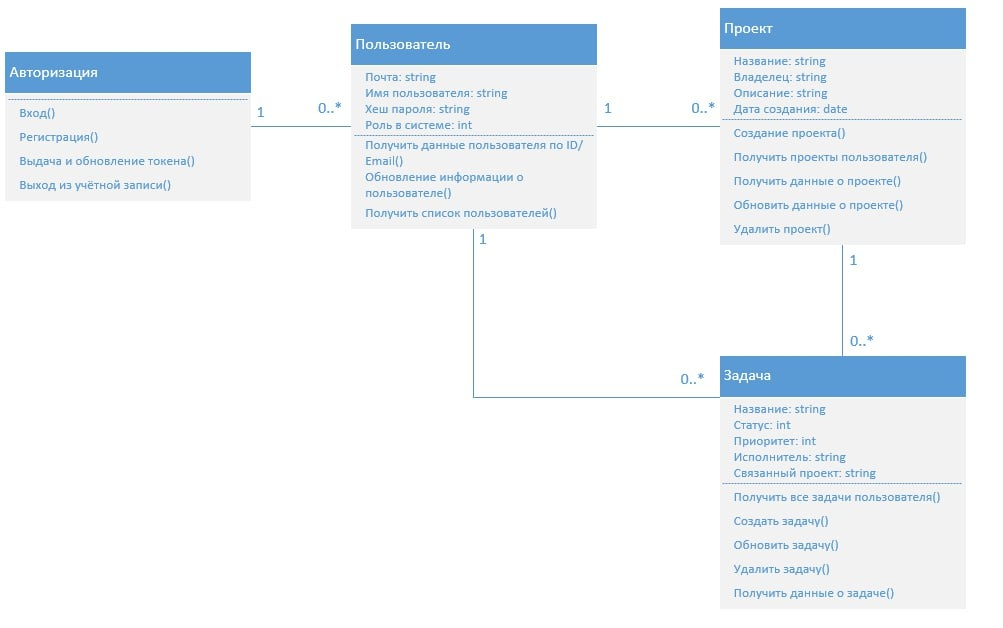 Авторизация
Вход()
Регистрация()
Выдача и обновление токена()
Выход из учётной записи()
1
0..*
Пользователь
Почта: string
Имя пользователя: string
Хеш пароля: string
Роль в системе: int
Получить данные пользователя по ID/
Email()
Обновление информации о
пользователе()
Получить список пользователей()
1
0..*
Проект
Название: string
Владелец: string
Описание: string
Дата создания: date
Создание проекта()
Получить проекты пользователя()
Получить данные о проекте()
Обновить данные о проекте()
Удалить проект()
1
0..*
1
0..*
Задача
Название: string
Статус: int
Приоритет: int
Исполнитель: string
Связанный проект: string
Получить все задачи пользователя()
Создать задачу()
Обновить задачу()
Удалить задачу()
Получить данные о задаче()